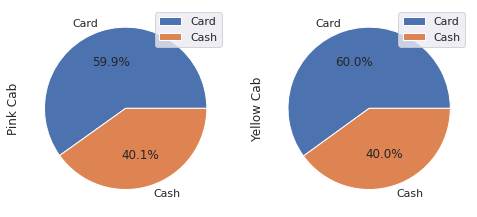 Card
Card
Cash
59.9%
Pink Cab
40.1%
Cash
Card
Card
Cash
60.0%
Yellow Cab
40.0%
Cash